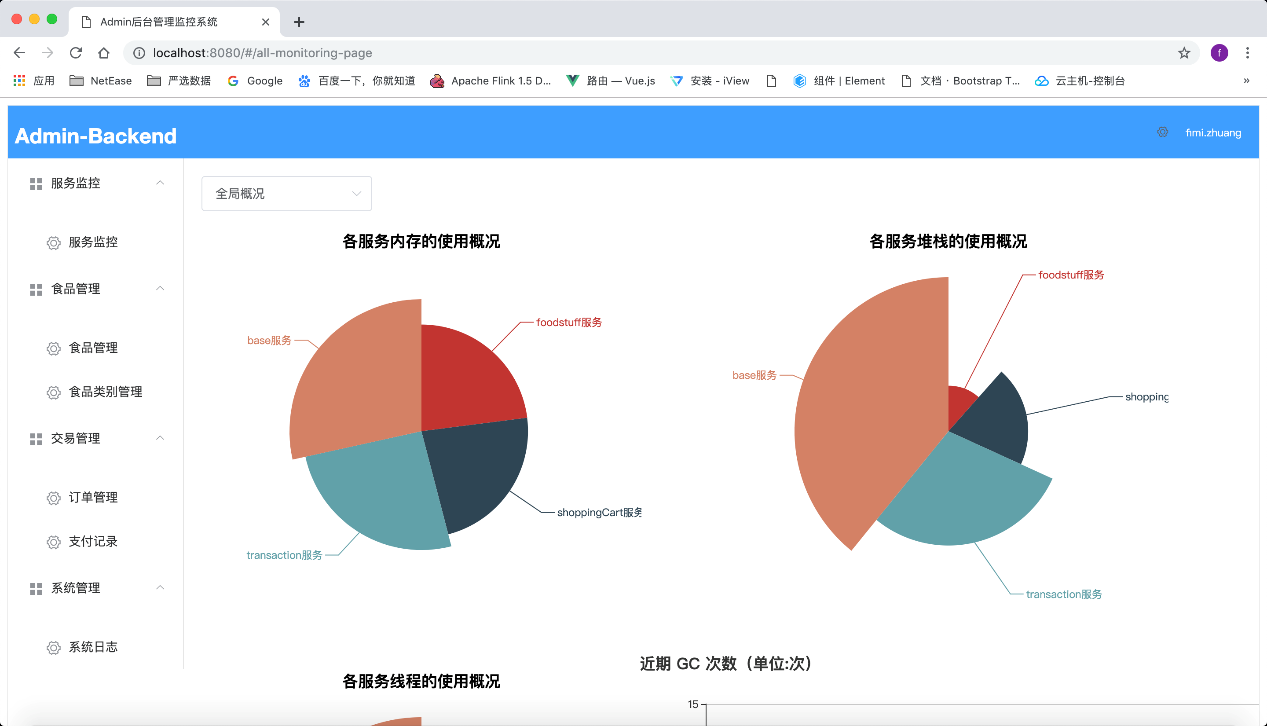 Admin后台管理监控系统
localhost:8080/#/all-monitoring-page
f
应用 NetEase 严选数据 Google 百度一下，你就知道 Apache Flink 1.5 D... 路由 — Vue.js 安装 - iView 组件 | Element 文档 · Bootstrap T... 云主机-控制台 »
Admin-Backend
fimi.zhuang
服务监控
服务监控
食品管理
食品管理
食品类别管理
交易管理
订单管理
支付记录
系统管理
系统日志
全局概况
各服务内存的使用概况
foodstuff服务
base服务
shoppingCart服务
transaction服务
各服务堆栈的使用概况
foodstuff服务
base服务
shopping
transaction服务
各服务线程的使用概况
近期 GC 次数（单位:次）
15